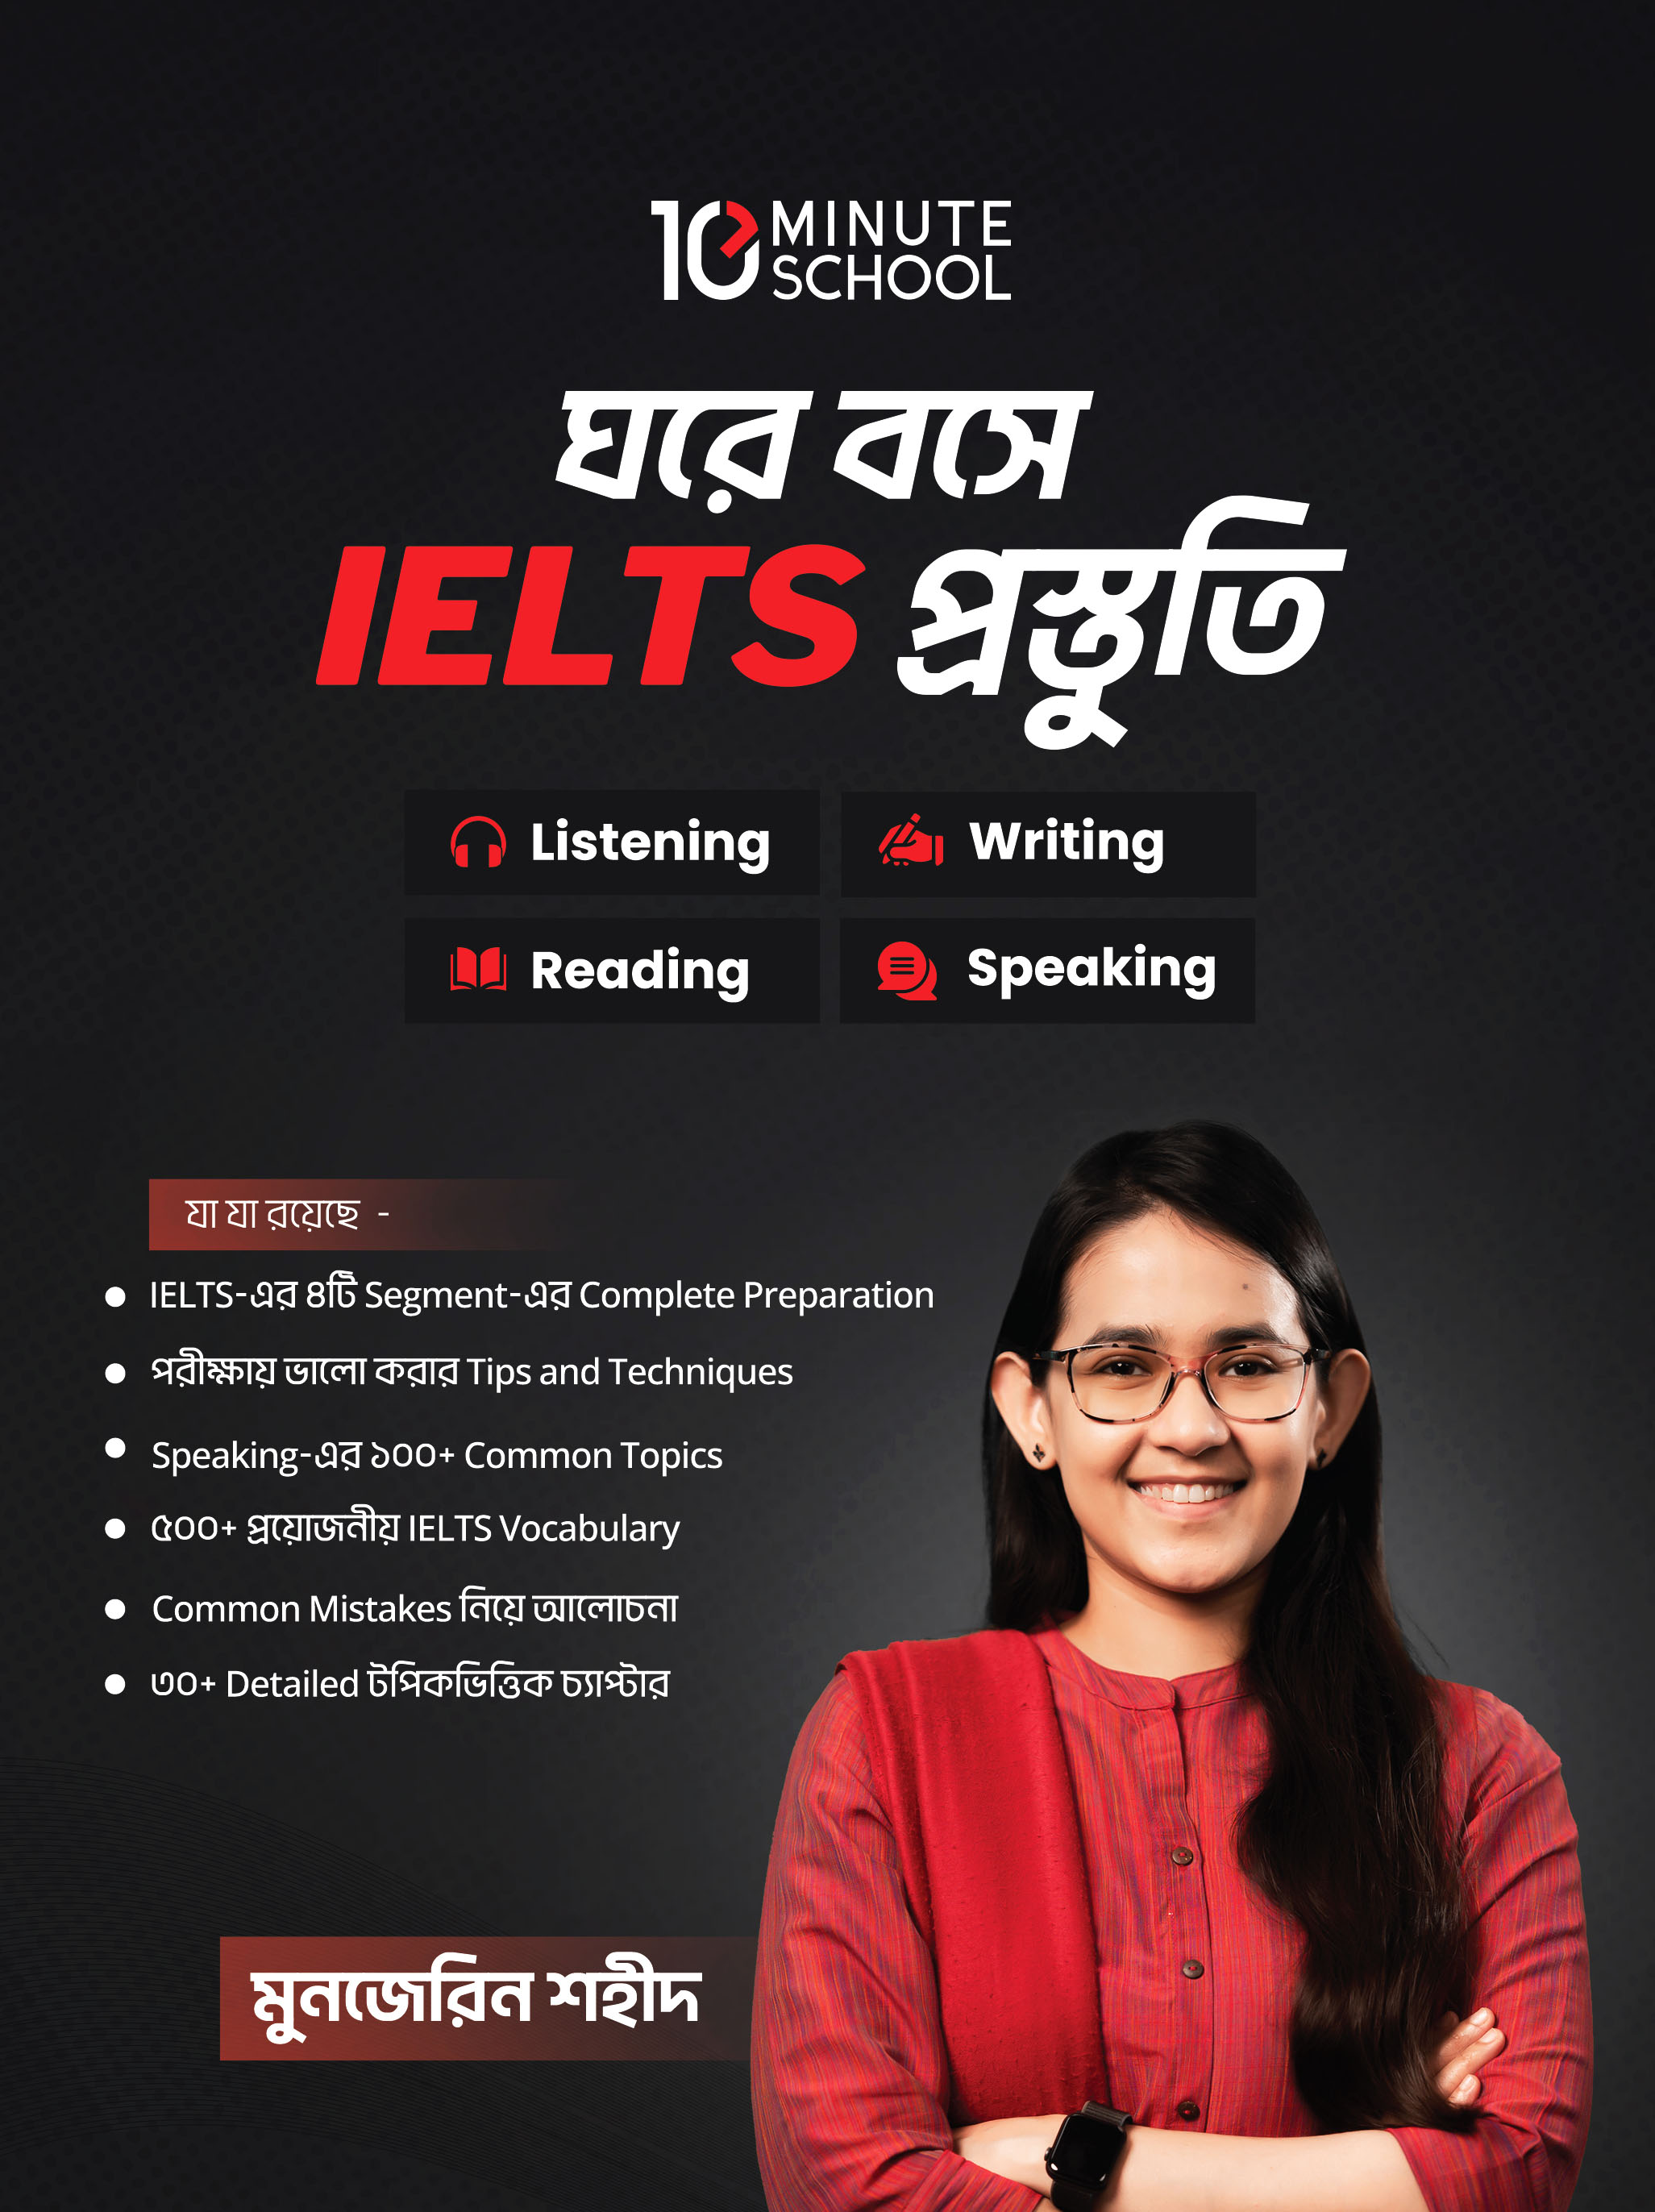 10 MINUTE
SCHOOL
ঘরে বসে
IELTS প্রস্তুতি
Listening
Writing
Reading
Speaking
যা যা রয়েছে -
IELTS-এর ৪টি Segment-এর Complete Preparation
পরীক্ষায় ভালো করার Tips and Techniques
Speaking-এর ১০০+ Common Topics
৫০০+ প্রয়োজনীয় IELTS Vocabulary
Common Mistakes নিয়ে আলোচনা
৩০+ Detailed টপিকভিত্তিক চ্যাপ্টার
মুনজেরিন শহীদ